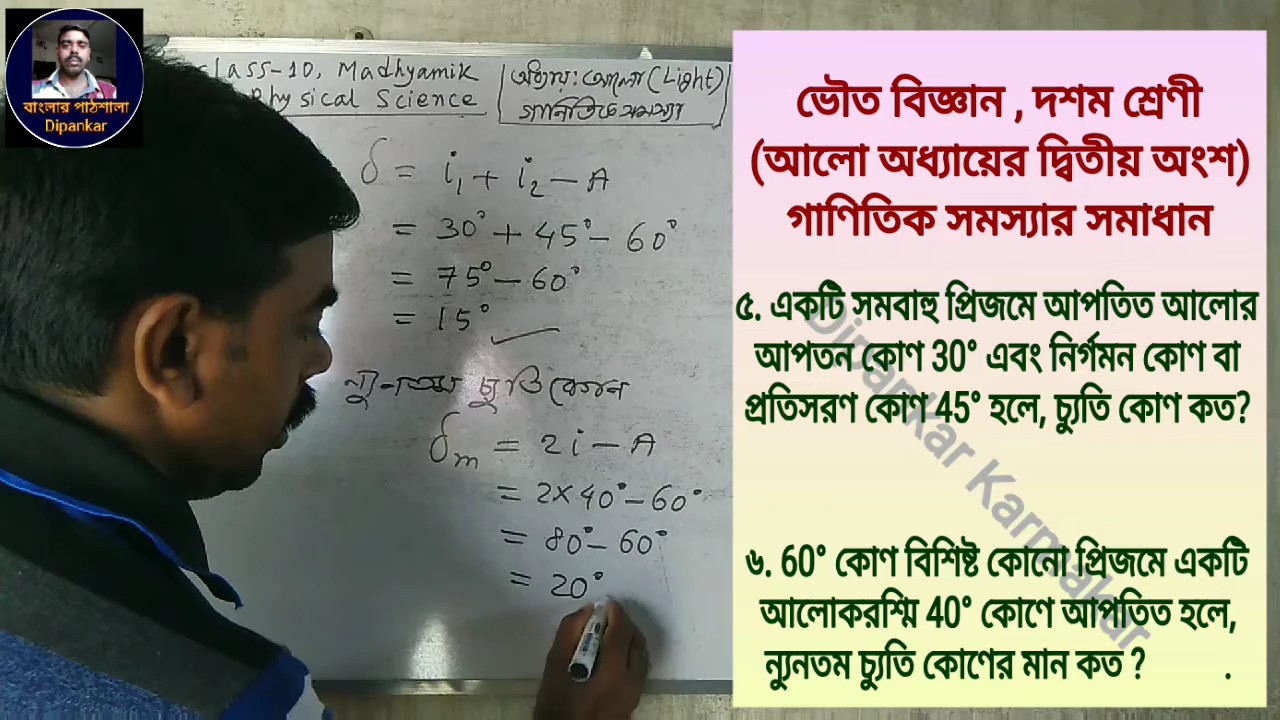 বাংলার পাঠশালা
Dipankar
class-10, Madhyamik
Physical Science
অধ্যায়: আলো (Light)
গাণিতিক সমস্যা
δ = i₁ + i₂ - A
= 30° + 45° - 60°
= 75° - 60°
= 15°
ন্যূনতম চ্যুতি কোণ
δm = 2i - A
= 2×40° - 60°
= 80° - 60°
= 20°
ভৌত বিজ্ঞান , দশম শ্রেণী
(আলো অধ্যায়ের দ্বিতীয় অংশ)
গাণিতিক সমস্যার সমাধান
৫. একটি সমবাহু প্রিজমে আপতিত আলোর
আপতন কোণ 30° এবং নির্গমন কোণ বা
প্রতিসরণ কোণ 45° হলে, চ্যুতি কোণ কত?
৬. 60° কোণ বিশিষ্ট কোনো প্রিজমে একটি
আলোকরশ্মি 40° কোণে আপতিত হলে,
ন্যুনতম চ্যুতি কোণের মান কত ? .
Dipankar Karmakur